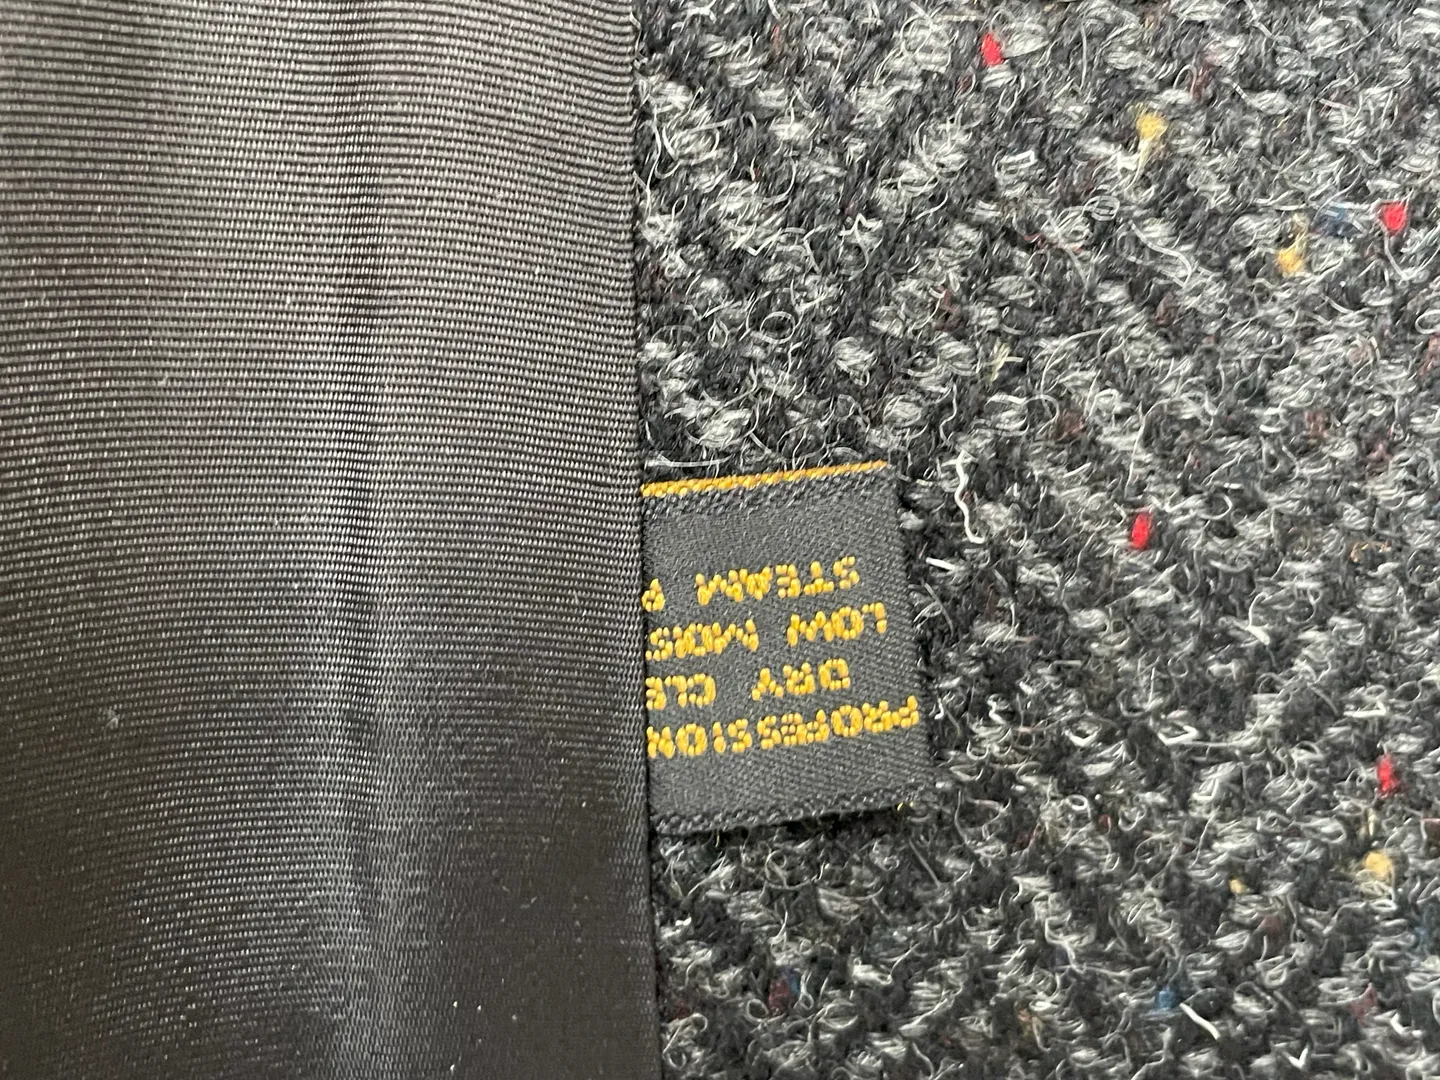 PROFESSION
DRY CLE
LOW MOIS
STEAM P